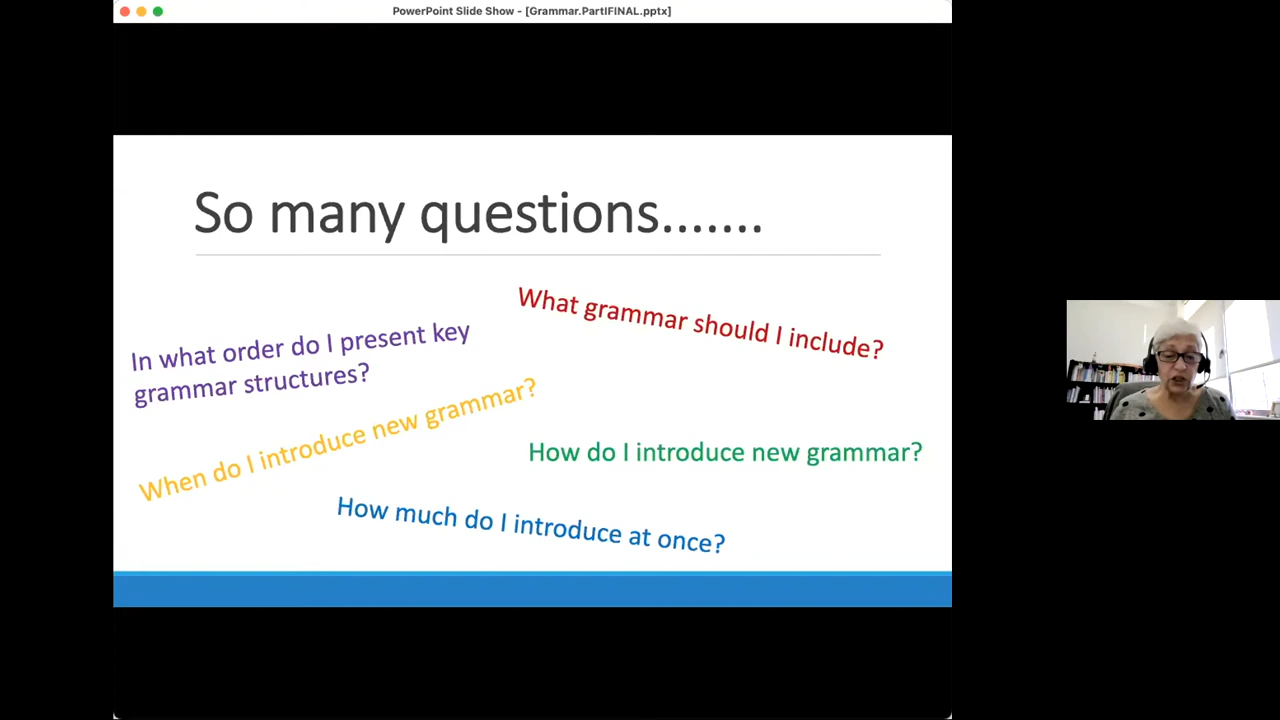 PowerPoint Slide Show - [Grammar.PartIFINAL.pptx]
So many questions.......
What grammar should I include?
In what order do I present key
grammar structures?
When do I introduce new grammar?
How do I introduce new grammar?
How much do I introduce at once?